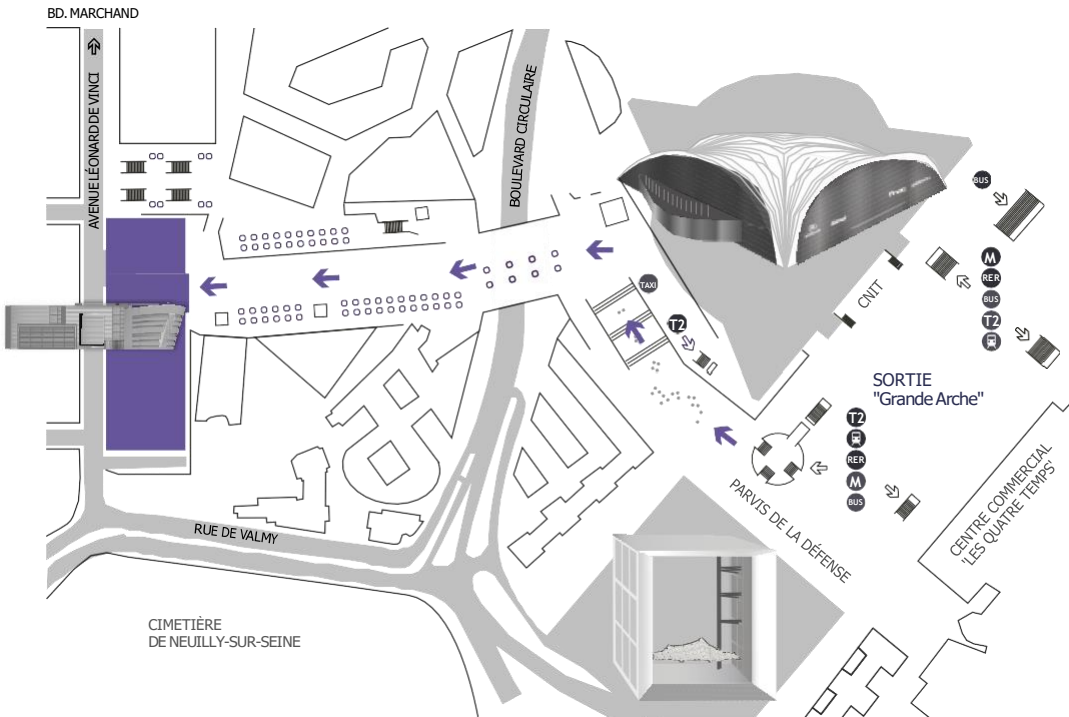 BD. MARCHAND
AVENUE LÉONARD DE VINCI
BOULEVARD CIRCULAIRE
BUS
M
RER
BUS
T2
TAXI
T2
CNIT
SORTIE
"Grande Arche"
T2
RER
M
BUS
PARVIS DE LA DÉFENSE
CENTRE COMMERCIAL
'LES QUATRE TEMPS'
RUE DE VALMY
CIMETIÈRE
DE NEUILLY-SUR-SEINE